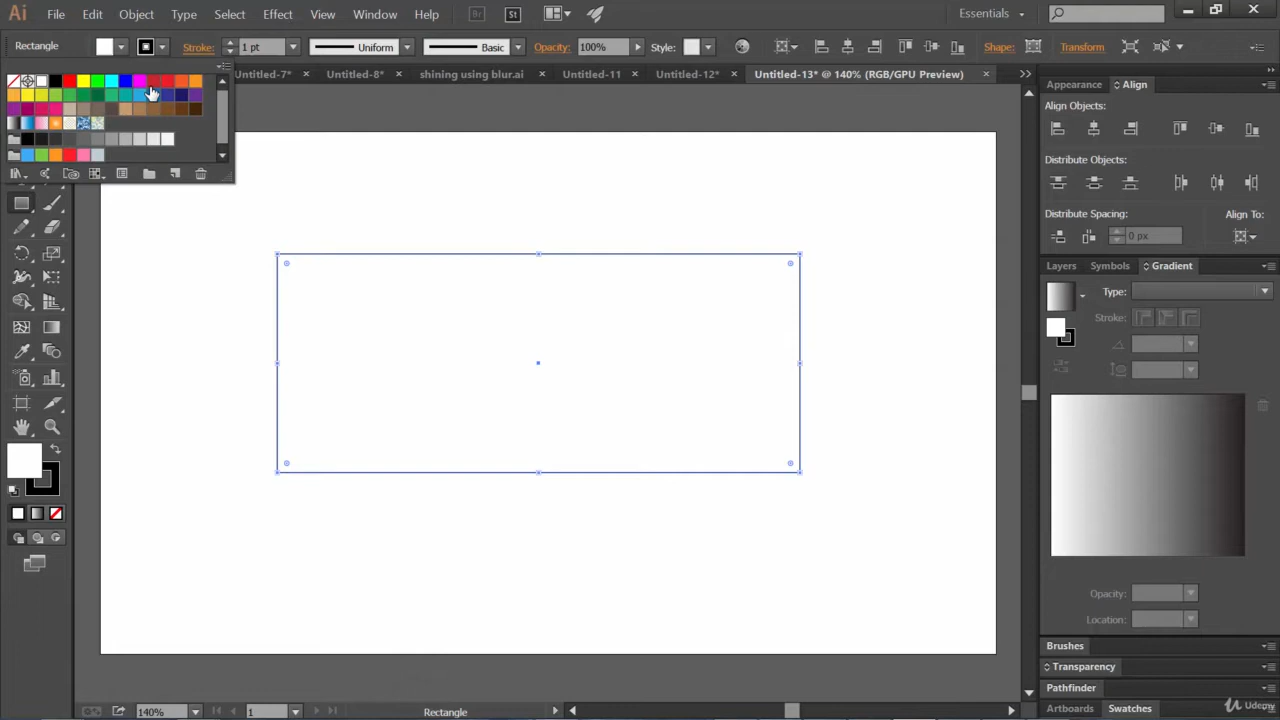 Ai File Edit Object Type Select Effect View Window Help Br St Essentials
Rectangle Stroke: 1 pt Uniform Basic Opacity: 100% Style: Shape: Transform
Untitled-7* × Untitled-8* × shining using blur.ai × Untitled-11 × Untitled-12* × Untitled-13* @ 140% (RGB/GPU Preview) ×
Appearance Align
Align Objects:
Distribute Objects:
Distribute Spacing: Align To:
0 px
Layers Symbols Gradient
Type:
Stroke:
Opacity:
Location:
Brushes
Transparency
Pathfinder
Artboards Swatches
140% 1 Rectangle
Udemy